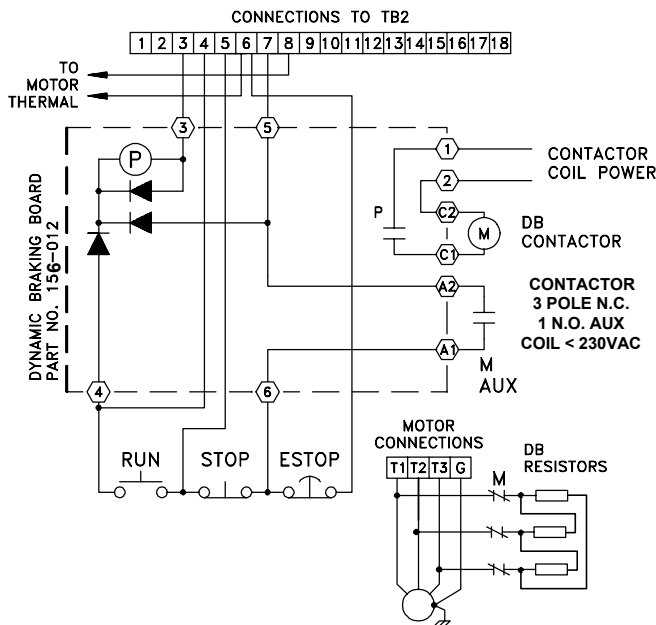 CONNECTIONS TO TB2
1 2 3 4 5 6 7 8 9 10 11 12 13 14 15 16 17 18
TO
MOTOR
THERMAL
3
5
P
DYNAMIC BRAKING BOARD
PART NO. 156-012
1
2
CONTACTOR
COIL POWER
P
C2
M
DB
CONTACTOR
C1
A2
CONTACTOR
3 POLE N.C.
1 N.O. AUX
COIL < 230VAC
A1
M
AUX
4
6
RUN
STOP
ESTOP
MOTOR
CONNECTIONS
T1 T2 T3 G
M
DB
RESISTORS